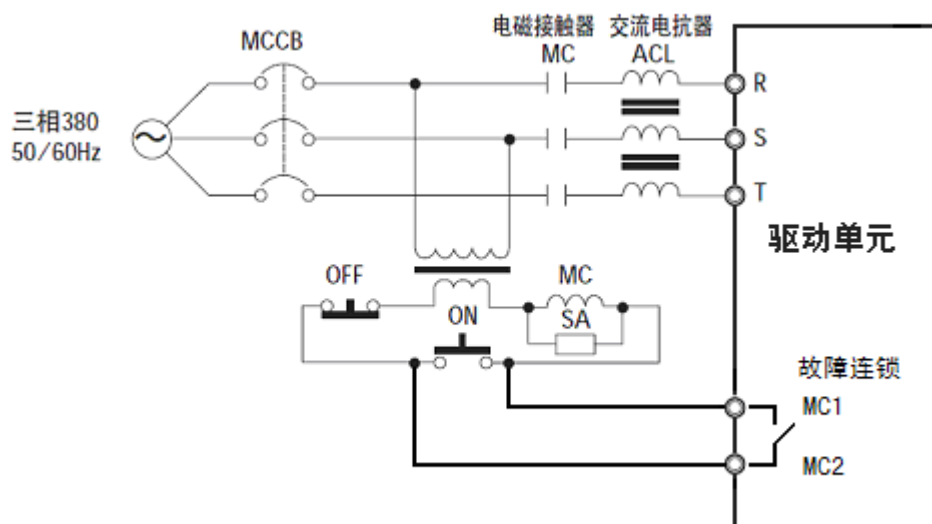 电磁接触器
交流电抗器
MCCB
MC
ACL
R
三相380
50/60Hz
S
T
驱动单元
OFF
MC
ON
SA
故障连锁
MC1
MC2